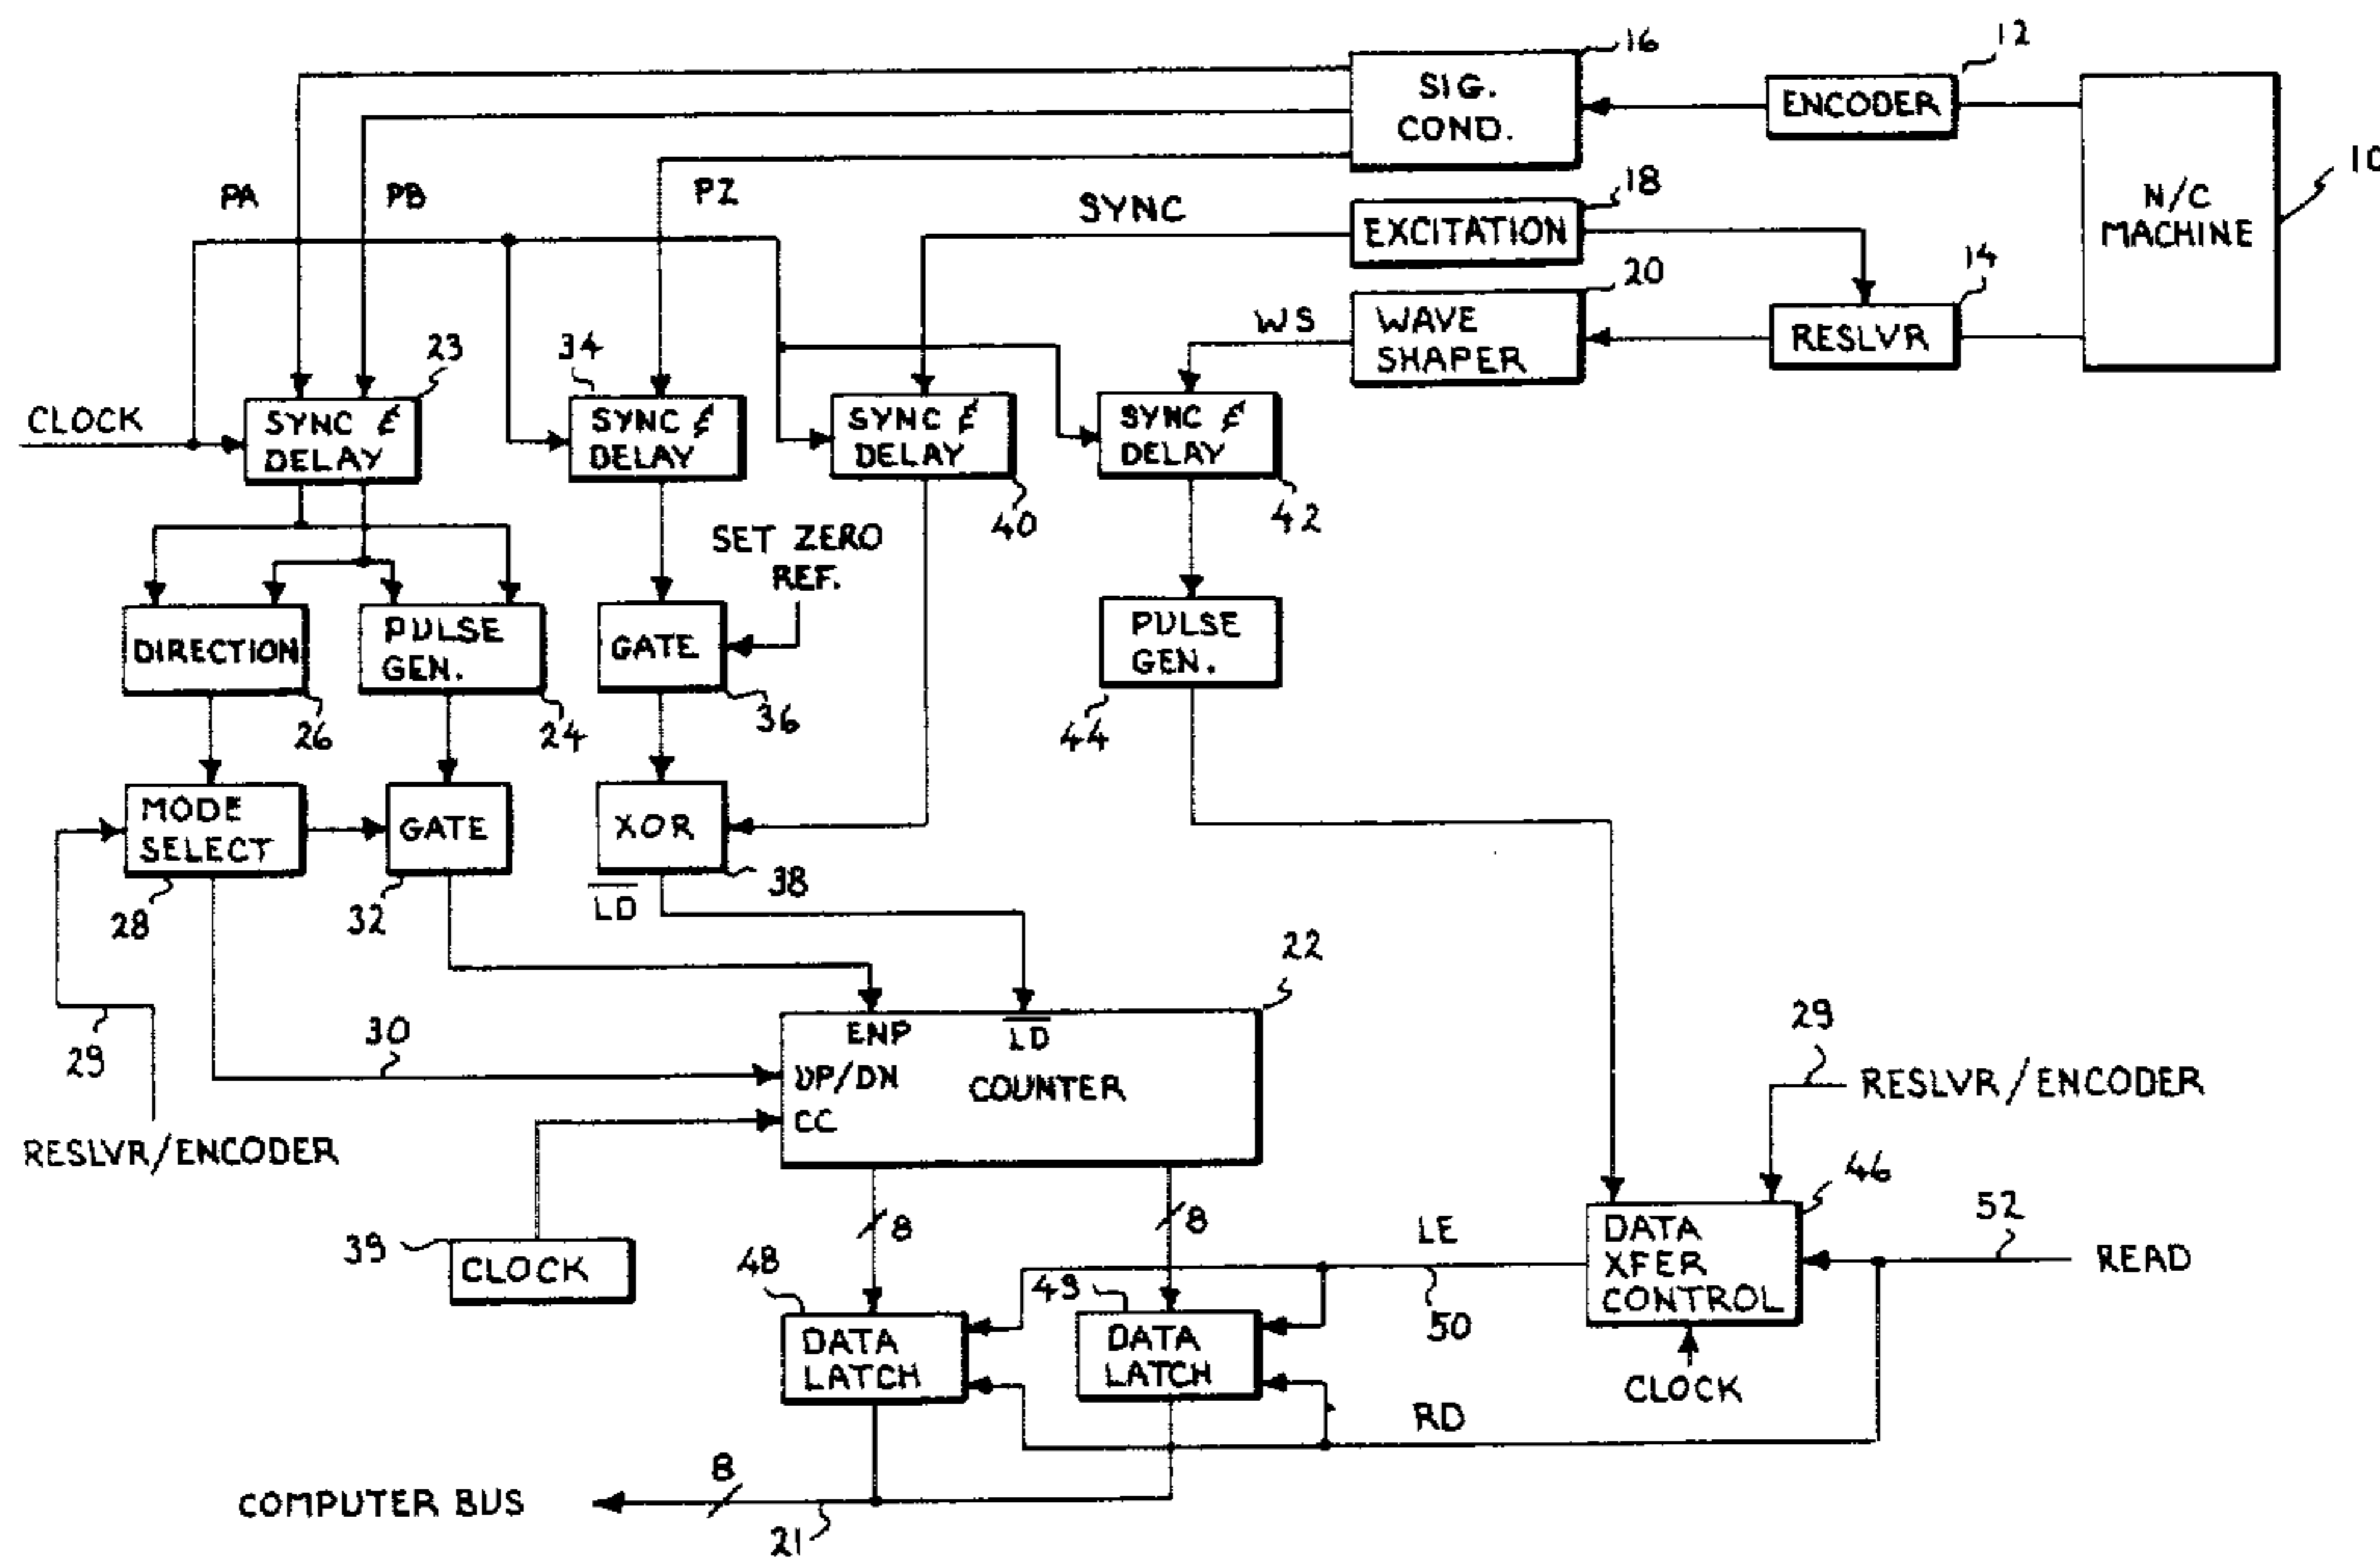 16
12
SIG.
COND.
ENCODER
N/C
MACHINE
10
PA
PB
PZ
SYNC
18
EXCITATION
14
20
WS
WAVE
SHAPER
RESLVR
CLOCK
23
SYNC &
DELAY
34
SYNC &
DELAY
SYNC &
DELAY
40
SYNC &
DELAY
42
SET ZERO
REF.
DIRECTION
26
PULSE
GEN.
24
GATE
36
PULSE
GEN.
44
MODE
SELECT
28
GATE
32
XOR
38
LD
22
29
30
ENP
LD
UP/DN
COUNTER
CC
RESLVR/ENCODER
29
RESLVR/ENCODER
46
52
READ
39
CLOCK
8
8
LE
DATA
XFER
CONTROL
48
49
50
DATA
LATCH
DATA
LATCH
CLOCK
RD
8
COMPUTER BUS
21